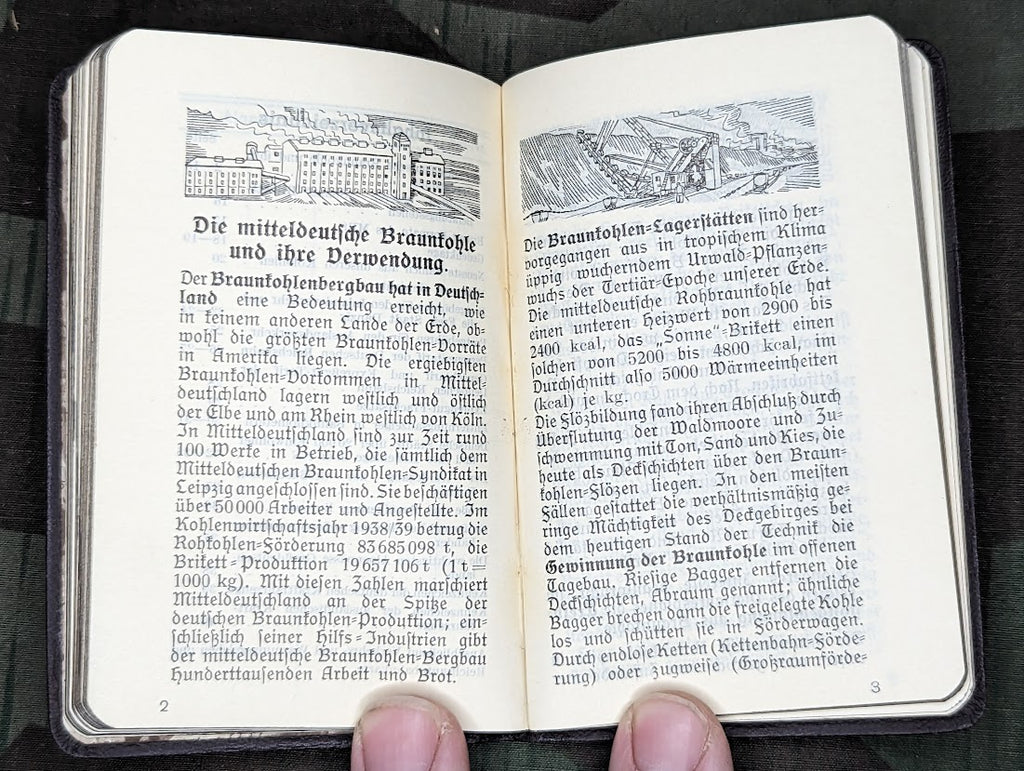 Die mitteldeutsche Braunkohle
und ihre Verwendung.
Der Braunkohlenbergbau hat in Deutsch-
land eine Bedeutung erreicht, wie
in keinem anderen Lande der Erde, ob-
wohl die größten Braunkohlen-Vorräte
in Amerika liegen. Die ergiebigsten
Braunkohlen-Vorkommen in Mittel-
deutschland lagern westlich und östlich
der Elbe und am Rhein westlich von Köln.
In Mitteldeutschland sind zur Zeit rund
100 Werke in Betrieb, die sämtlich dem
Mitteldeutschen Braunkohlen-Syndikat in
Leipzig angeschlossen sind. Sie beschäftigen
über 50000 Arbeiter und Angestellte. Im
Kohlenwirtschaftsjahr 1938/39 betrug die
Rohkohlen-Förderung 83685098 t, die
Brikett-Produktion 19657106 t (1 t =
1000 kg). Mit diesen Zahlen marschiert
Mitteldeutschland an der Spitze der
deutschen Braunkohlen-Produktion; ein-
schließlich seiner Hilfs-Industrien gibt
der mitteldeutsche Braunkohlen-Bergbau
Hunderttausenden Arbeit und Brot.
2
Die Braunkohlen-Lagerstätten sind her-
vorgegangen aus in tropischem Klima
üppig wucherndem Urwald-Pflanzen-
wuchs der Tertiär-Epoche unserer Erde.
Die mitteldeutsche Rohbraunkohle hat
einen unteren Heizwert von 2900 bis
2400 kcal, das „Sonne"-Brikett einen
solchen von 5200 bis 4800 kcal, im
Durchschnitt also 5000 Wärmeeinheiten
(kcal) je kg.
Die Flözbildung fand ihren Abschluß durch
Überflutung der Waldmoore und Zu-
schwemmung mit Ton, Sand und Kies, die
heute als Deckschichten über den Braun-
kohlen-Flözen liegen. In den meisten
Fällen gestattet die verhältnismäßig ge-
ringe Mächtigkeit des Deckgebirges bei
dem heutigen Stand der Technik die
Gewinnung der Braunkohle im offenen
Tagebau. Riesige Bagger entfernen die
Deckschichten, Abraum genannt; ähnliche
Bagger brechen dann die freigelegte Kohle
los und schütten sie in Förderwagen.
Durch endlose Ketten (Kettenbahn-Förde-
rung) oder zugweise (Großraumförde-
3